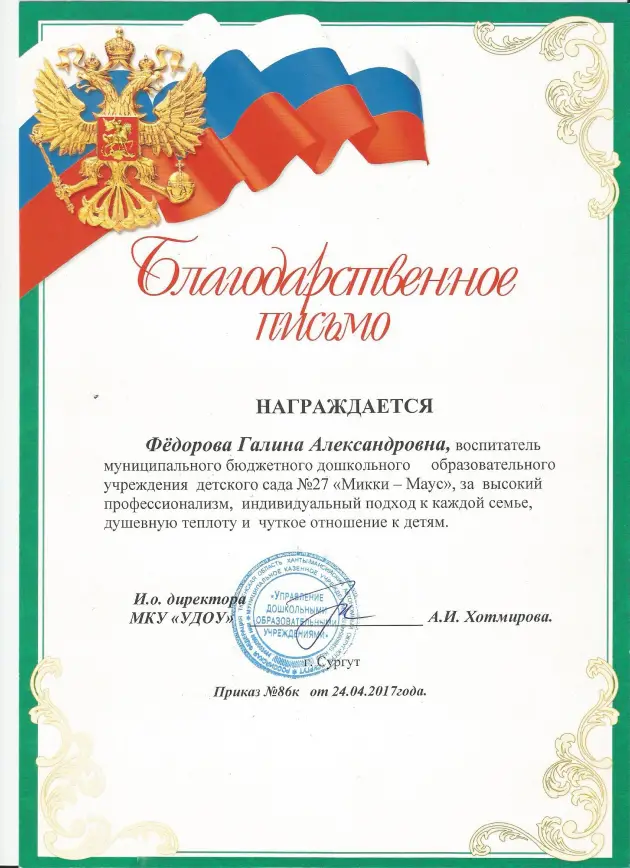 Благодарственное
письмо
НАГРАЖДАЕТСЯ
Фёдорова Галина Александровна, воспитатель
муниципального бюджетного дошкольного образовательного
учреждения детского сада №27 «Микки – Маус», за высокий
профессионализм, индивидуальный подход к каждой семье,
душевную теплоту и чуткое отношение к детям.
И.о. директора
МКУ «УДОУ» А.И. Хотмирова.
«УПРАВЛЕНИЕ
ДОШКОЛЬНЫМИ
ОБРАЗОВАТЕЛЬНЫМИ
УЧРЕЖДЕНИЯМИ»
г. Сургут
Приказ №86к от 24.04.2017года.